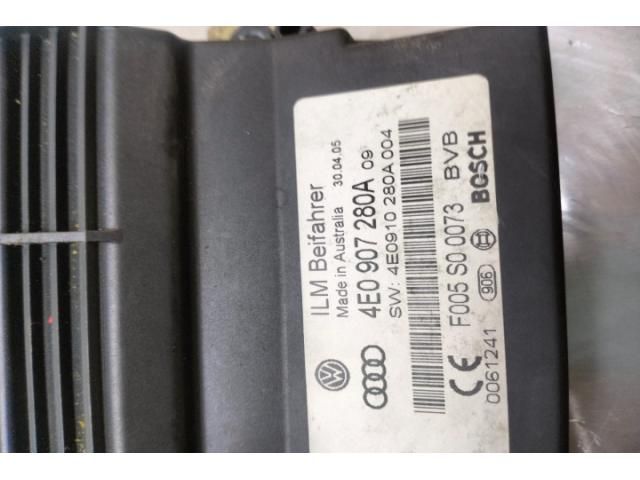 ILM Beifahrer
Made in Australia 30.04.05
4E0 907 280A 09
SW: 4E0910 280A 004
F005 S0 0073 BVB
CE 906 BOSCH
0061241